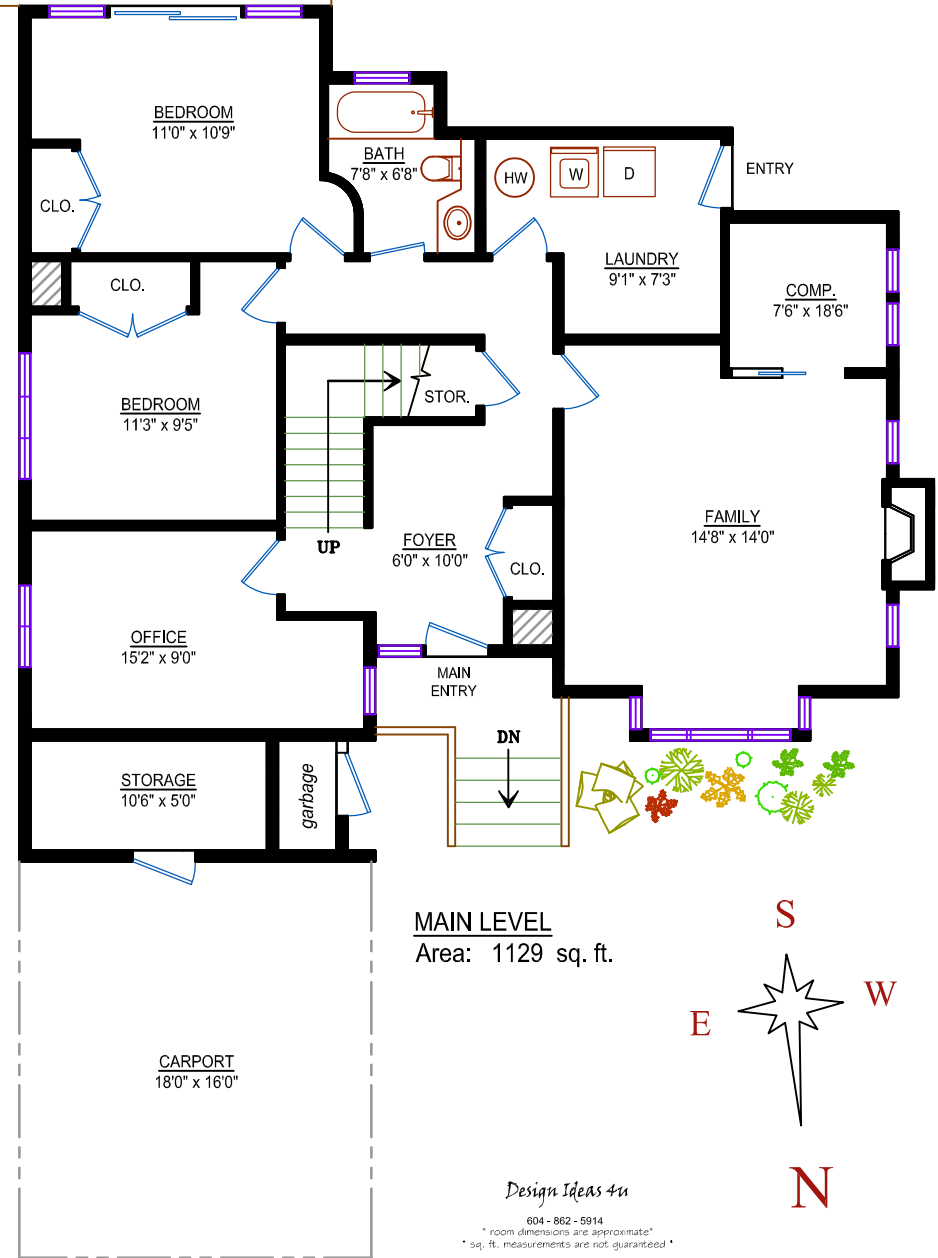 BEDROOM
11'0" x 10'9"
CLO.
BATH
7'8" x 6'8"
HW
W
D
ENTRY
LAUNDRY
9'1" x 7'3"
COMP.
7'6" x 18'6"
CLO.
BEDROOM
11'3" x 9'5"
STOR.
UP
FOYER
6'0" x 10'0"
CLO.
FAMILY
14'8" x 14'0"
OFFICE
15'2" x 9'0"
MAIN
ENTRY
DN
STORAGE
10'6" x 5'0"
garbage
MAIN LEVEL
Area: 1129 sq. ft.
S
W
E
N
CARPORT
18'0" x 16'0"
Design Ideas 4u
604 - 862 - 5914
* room dimensions are approximate*
* sq. ft. measurements are not guaranteed *